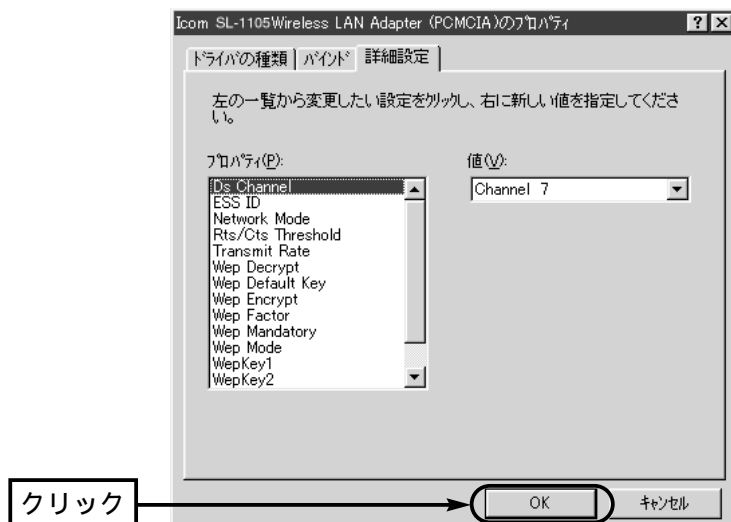 Icom SL-1105Wireless LAN Adapter (PCMCIA)のﾌﾟﾛﾊﾟﾃｨ
ﾄﾞﾗｲﾊﾞの種類
ﾊﾞｲﾝﾄﾞ
詳細設定
左の一覧から変更したい設定をｸﾘｯｸし、右に新しい値を指定してくださ
い。
ﾌﾟﾛﾊﾟﾃｨ(P):
Ds Channel
ESS ID
Network Mode
Rts/Cts Threshold
Transmit Rate
Wep Decrypt
Wep Default Key
Wep Encrypt
Wep Factor
Wep Mandatory
Wep Mode
WepKey1
WepKey2
値(V):
Channel 7
クリック
OK
ｷｬﾝｾﾙ